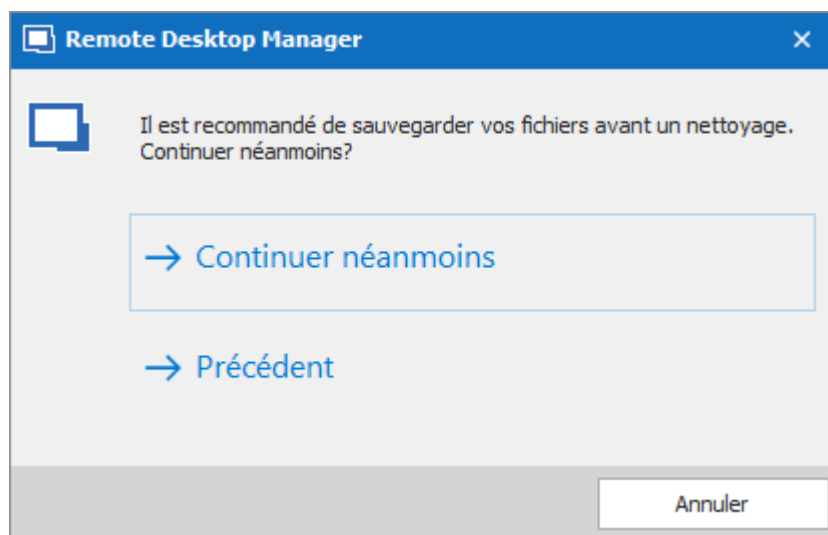 Remote Desktop Manager
Il est recommandé de sauvegarder vos fichiers avant un nettoyage.
Continuer néanmoins?
Continuer néanmoins
Précédent
Annuler